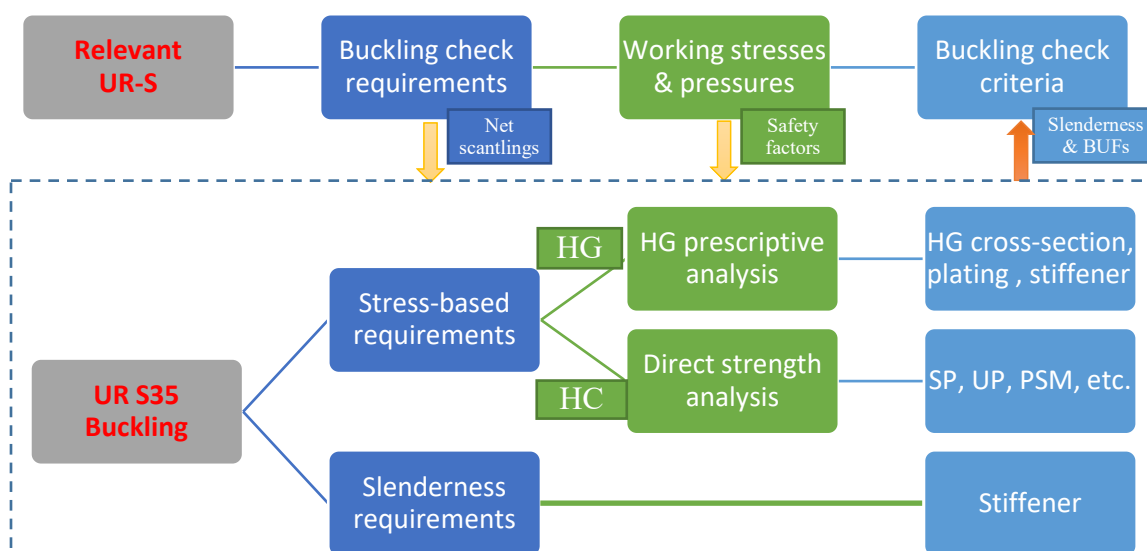 Relevant
UR-S
Buckling check
requirements
Net
scantlings
Working stresses
& pressures
Safety
factors
Buckling check
criteria
Slenderness
& BUFs
UR S35
Buckling
Stress-based
requirements
HG
HG prescriptive
analysis
HG cross-section,
plating , stiffener
HC
Direct strength
analysis
SP, UP, PSM, etc.
Slenderness
requirements
Stiffener